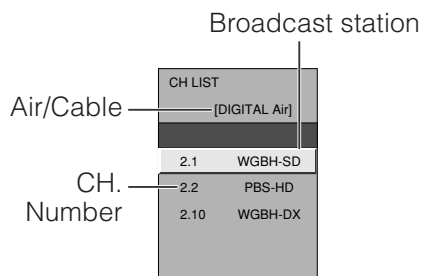 Broadcast station
CH LIST
Air/Cable
[DIGITAL Air]
2.1 WGBH-SD
CH.
Number
2.2 PBS-HD
2.10 WGBH-DX